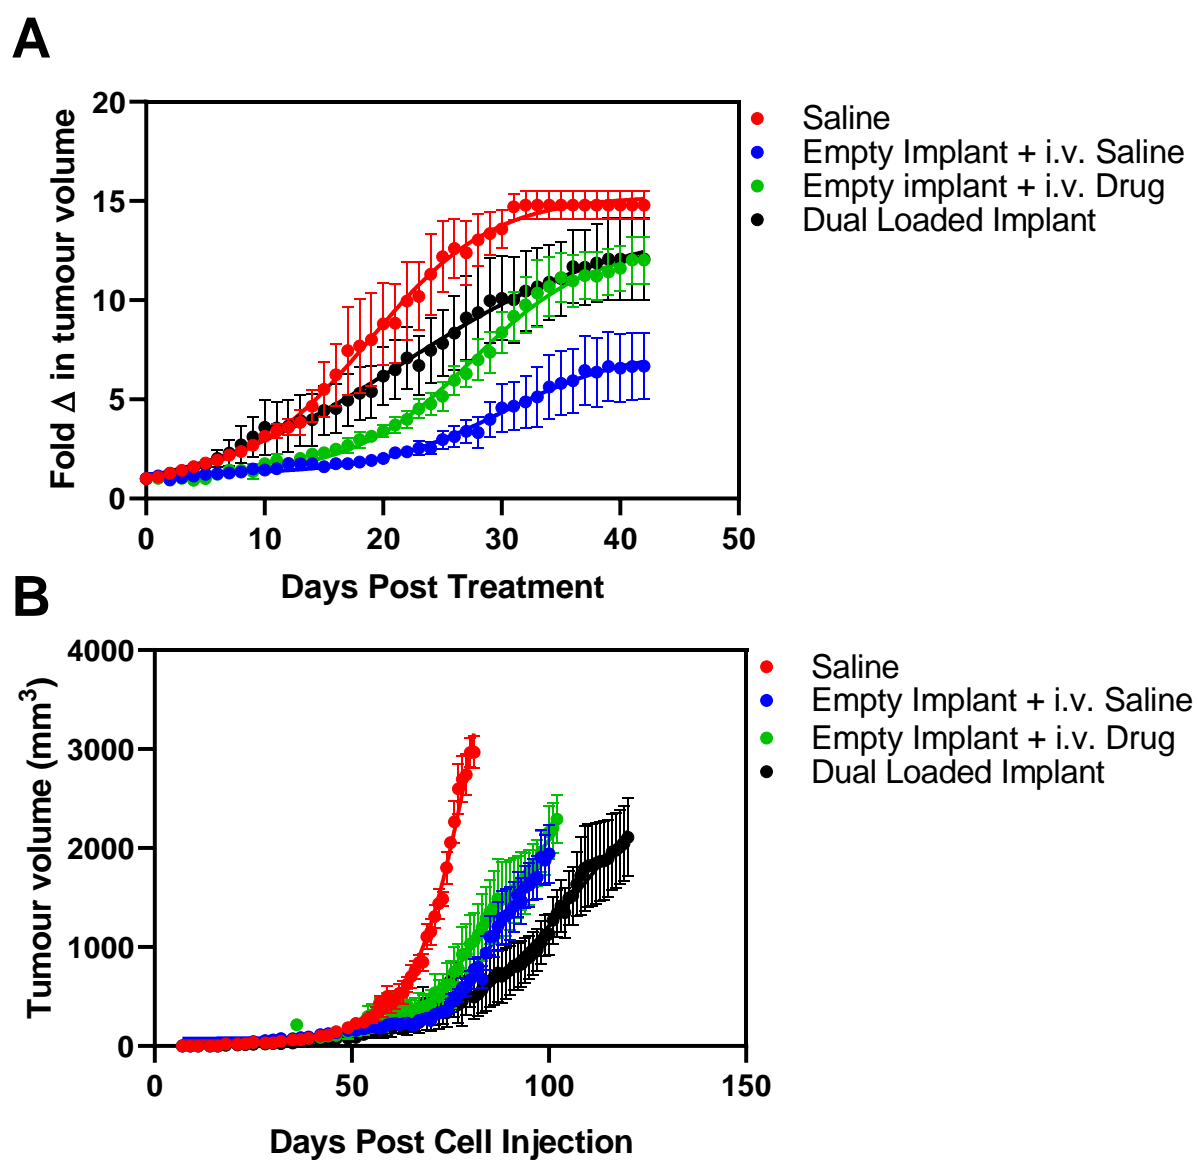 A
Fold Δ in tumour volume
20
15
10
5
0
0 10 20 30 40 50
Days Post Treatment
Saline
Empty Implant + i.v. Saline
Empty implant + i.v. Drug
Dual Loaded Implant
B
Tumour volume (mm³)
4000
3000
2000
1000
0
0 50 100 150
Days Post Cell Injection
Saline
Empty Implant + i.v. Saline
Empty Implant + i.v. Drug
Dual Loaded Implant